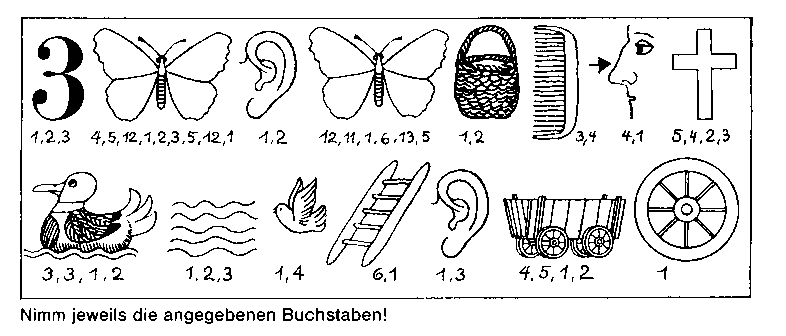 3
1,2,3 4,5,12,1,2,3,5,12,1 1,2 12,11,1,6,13,5 1,2 3,4 4,1 5,4,2,3
3,3,1,2 1,2,3 1,4 6,1 1,3 4,5,1,2 1
Nimm jeweils die angegebenen Buchstaben!